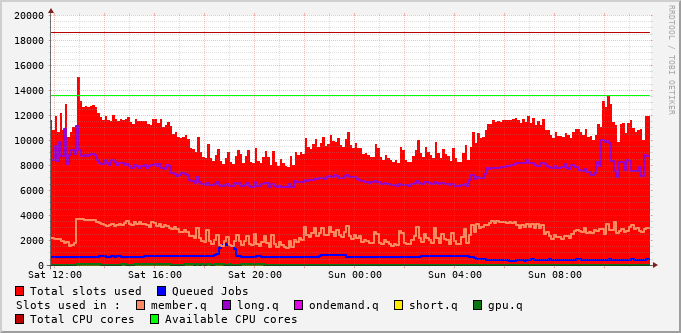 20000
18000
16000
14000
12000
10000
8000
6000
4000
2000
0
Sat 12:00 Sat 16:00 Sat 20:00 Sun 00:00 Sun 04:00 Sun 08:00
RRDTOOL / TOBI OETIKER
Total slots used Queued Jobs
Slots used in : member.q long.q ondemand.q short.q gpu.q
Total CPU cores Available CPU cores